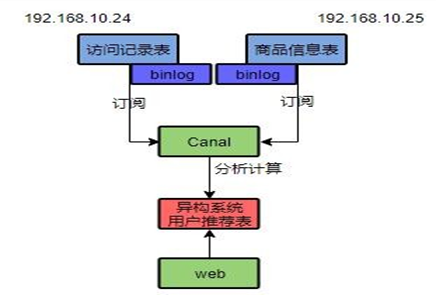 192.168.10.24
192.168.10.25
访问记录表
商品信息表
binlog
binlog
订阅
订阅
Canal
分析计算
异构系统
用户推荐表
web